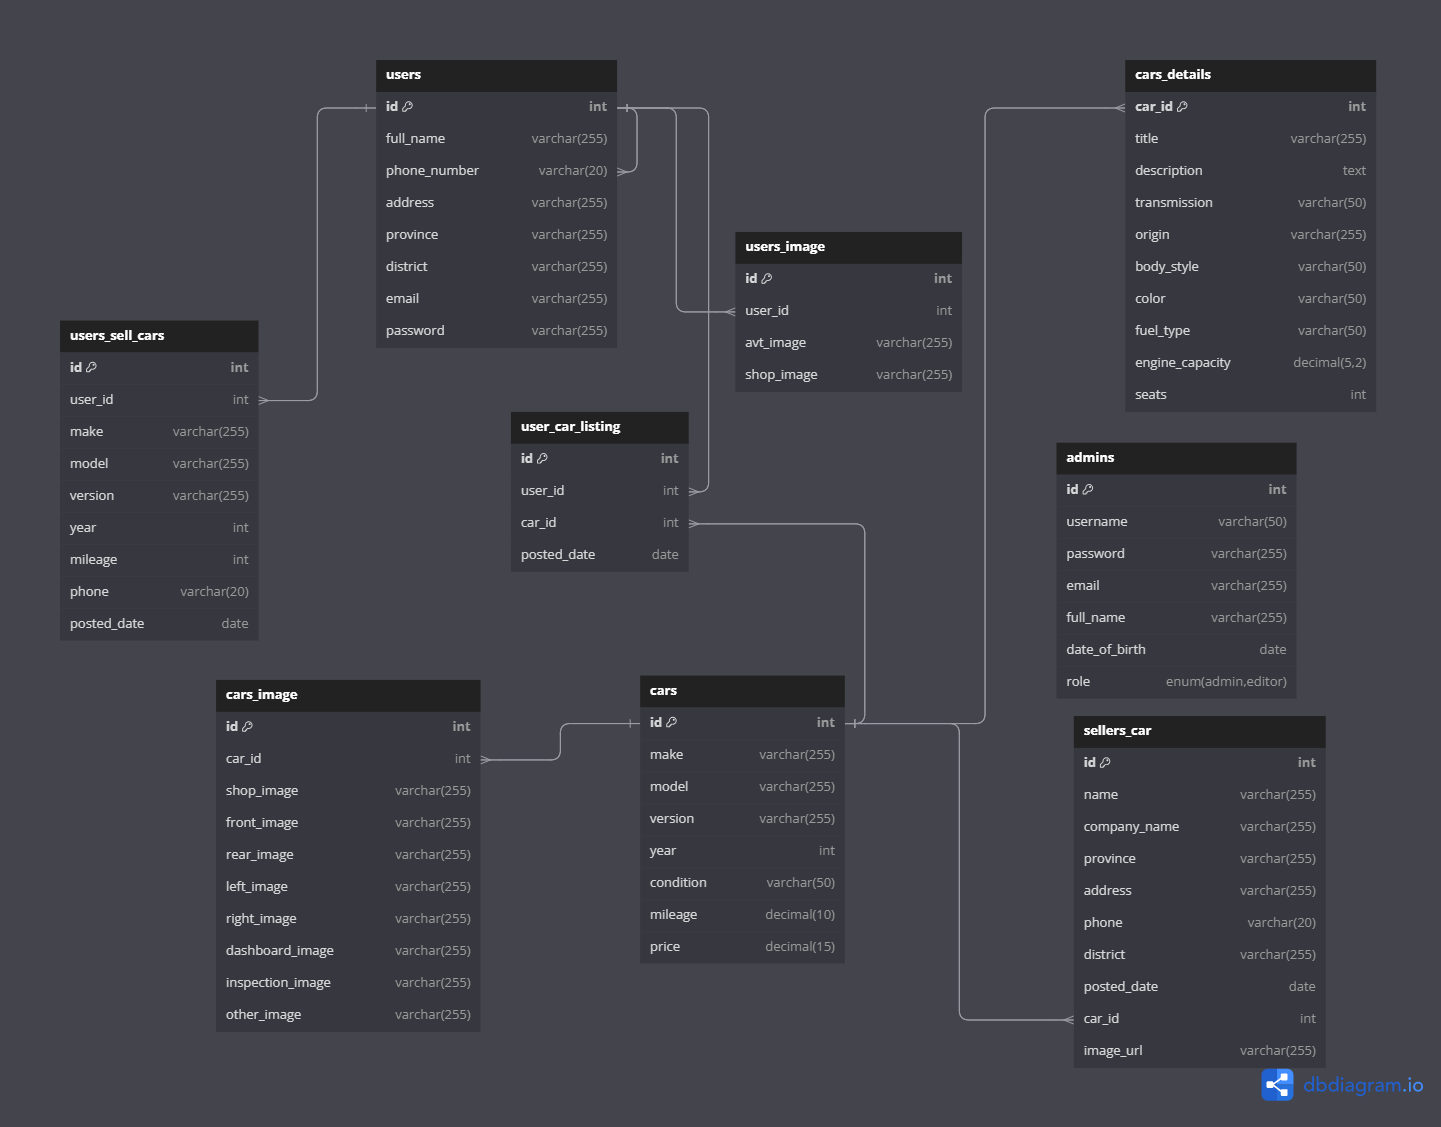 users
id int
full_name varchar(255)
phone_number varchar(20)
address varchar(255)
province varchar(255)
district varchar(255)
email varchar(255)
password varchar(255)
cars_details
car_id int
title varchar(255)
description text
transmission varchar(50)
origin varchar(255)
body_style varchar(50)
color varchar(50)
fuel_type varchar(50)
engine_capacity decimal(5,2)
seats int
users_image
id int
user_id int
avt_image varchar(255)
shop_image varchar(255)
users_sell_cars
id int
user_id int
make varchar(255)
model varchar(255)
version varchar(255)
year int
mileage int
phone varchar(20)
posted_date date
user_car_listing
id int
user_id int
car_id int
posted_date date
admins
id int
username varchar(50)
password varchar(255)
email varchar(255)
full_name varchar(255)
date_of_birth date
role enum(admin,editor)
cars_image
id int
car_id int
shop_image varchar(255)
front_image varchar(255)
rear_image varchar(255)
left_image varchar(255)
right_image varchar(255)
dashboard_image varchar(255)
inspection_image varchar(255)
other_image varchar(255)
cars
id int
make varchar(255)
model varchar(255)
version varchar(255)
year int
condition varchar(50)
mileage decimal(10)
price decimal(15)
sellers_car
id int
name varchar(255)
company_name varchar(255)
province varchar(255)
address varchar(255)
phone varchar(20)
district varchar(255)
posted_date date
car_id int
image_url varchar(255)
dbdiagram.io